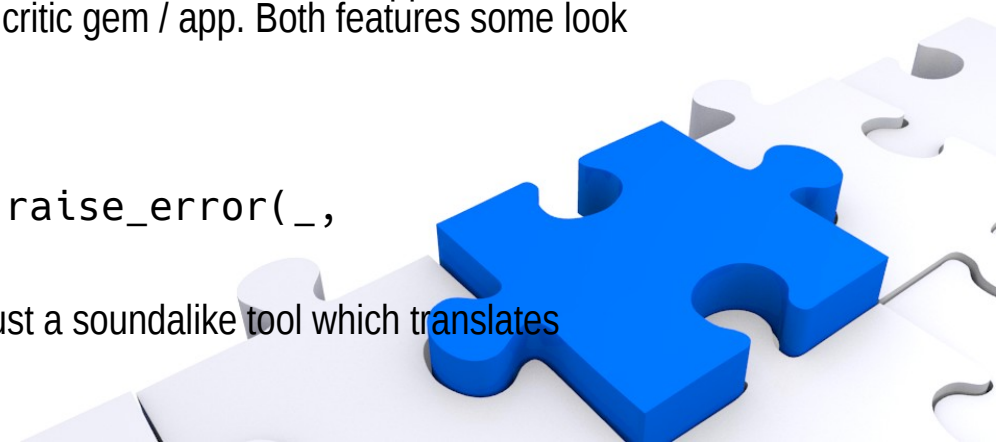 critic gem / app. Both features some look
raise_error(_,
ust a soundalike tool which translates